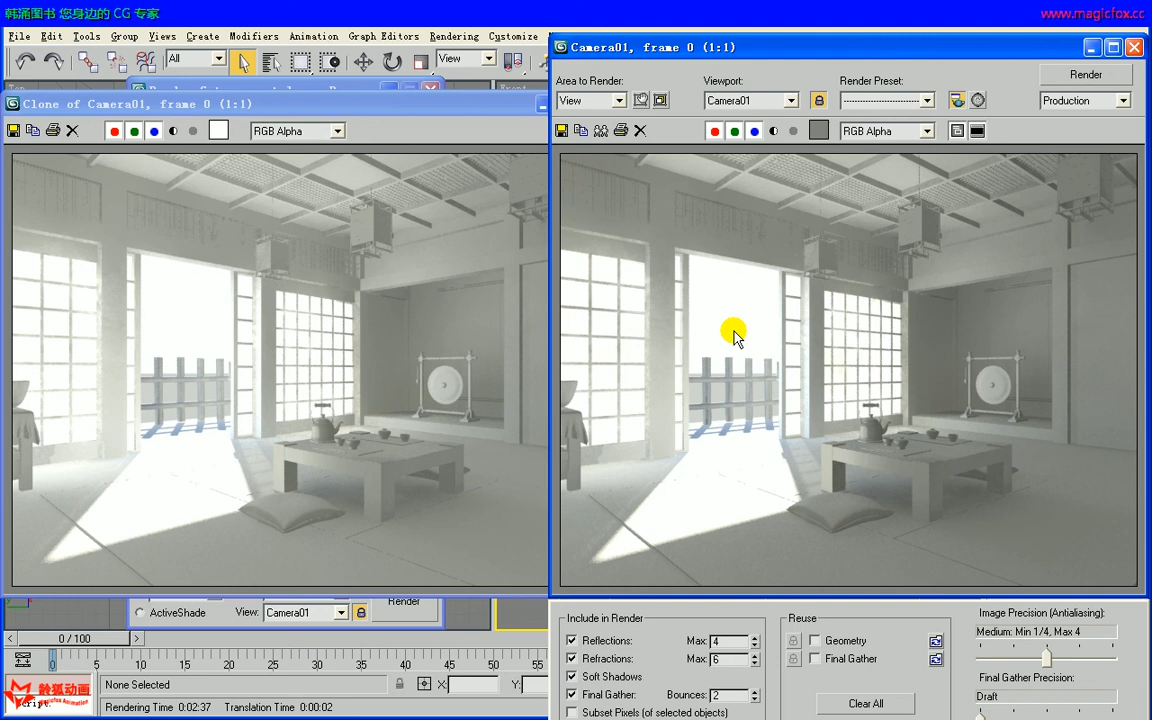 韩涌图书 您身边的 CG 专家
www.magicfox.cc
File Edit Tools Group Views Create Modifiers Animation Graph Editors Rendering Customize
All
View
Clone of Camera01, frame 0 (1:1)
RGB Alpha
Camera01, frame 0 (1:1)
Area to Render:
Viewport:
Render Preset:
Render
View
Camera01
Production
RGB Alpha
ActiveShade
View:
Camera01
Render
0 / 100
0 5 10 15 20 25 30 35 40 45 50 55
None Selected
X:
Y:
Rendering Time 0:02:37
Translation Time 0:00:02
聆狐动画
Magicfox Animation
Include in Render
Reflections:
Max: 4
Refractions:
Max: 6
Soft Shadows
Final Gather:
Bounces: 2
Subset Pixels (of selected objects)
Reuse
Geometry
Final Gather
Clear All
Image Precision (Antialiasing):
Medium: Min 1/4, Max 4
Final Gather Precision:
Draft